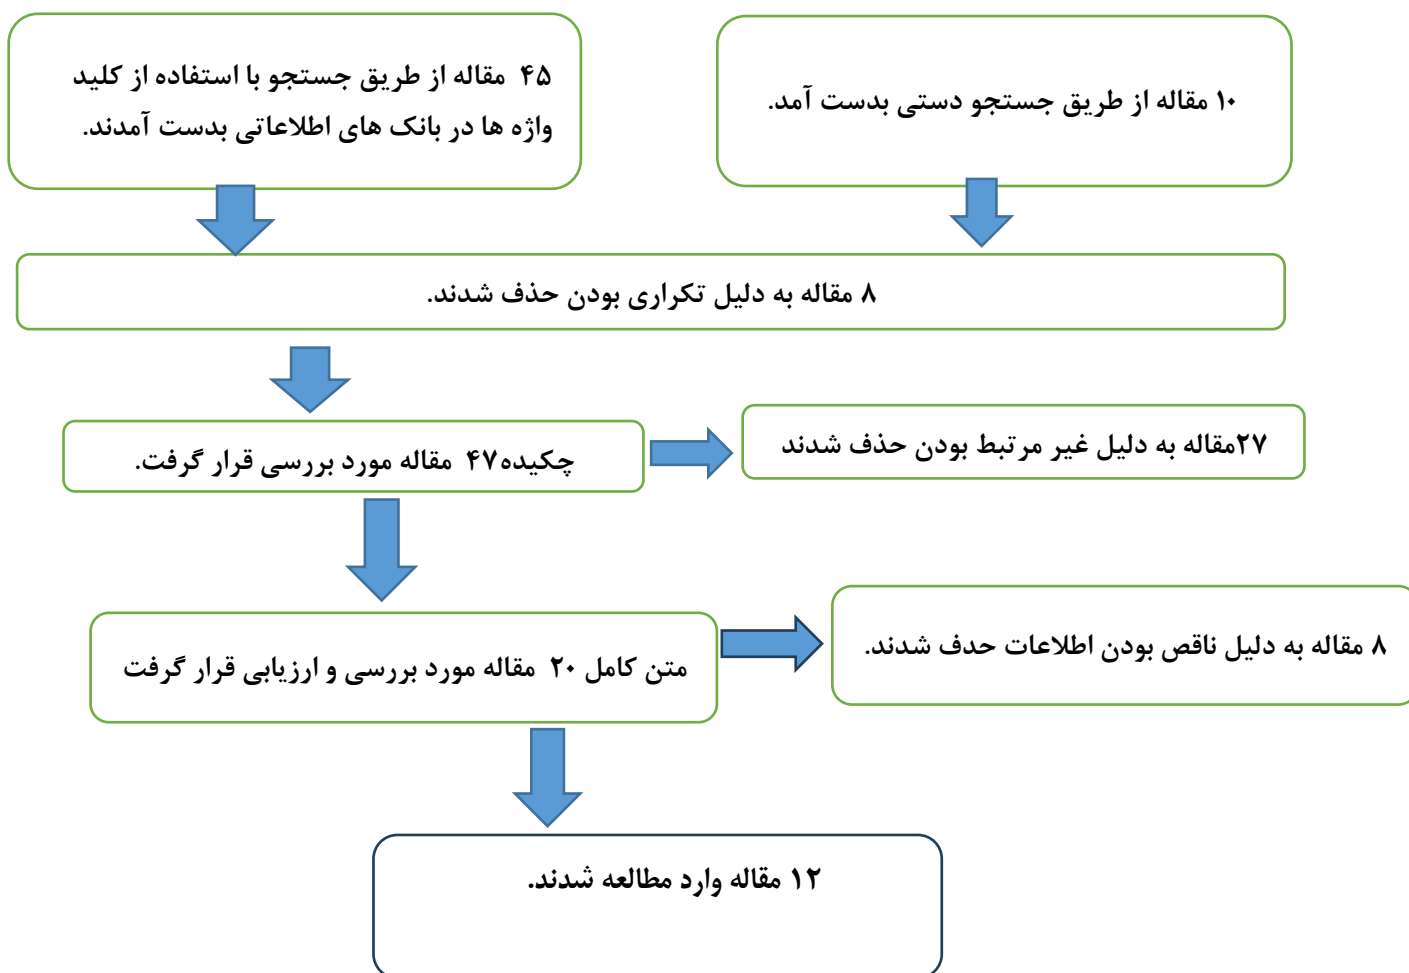 ۱۰ مقاله از طریق جستجو دستی بدست آمد.
۴۵ مقاله از طریق جستجو با استفاده از کلید
واژه ها در بانک های اطلاعاتی بدست آمدند.
۸ مقاله به دلیل تکراری بودن حذف شدند.
چکیده۴۷ مقاله مورد بررسی قرار گرفت.
۲۷مقاله به دلیل غیر مرتبط بودن حذف شدند
متن کامل ۲۰ مقاله مورد بررسی و ارزیابی قرار گرفت
۸ مقاله به دلیل ناقص بودن اطلاعات حدف شدند.
۱۲ مقاله وارد مطالعه شدند.